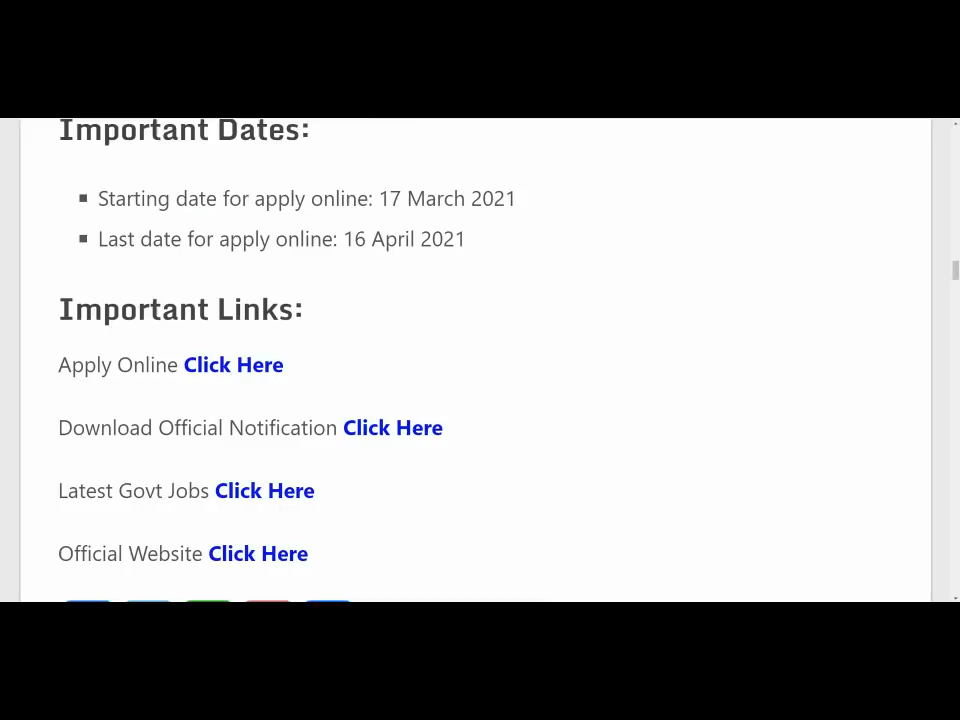 Important Dates:
Starting date for apply online: 17 March 2021
Last date for apply online: 16 April 2021
Important Links:
Apply Online Click Here
Download Official Notification Click Here
Latest Govt Jobs Click Here
Official Website Click Here